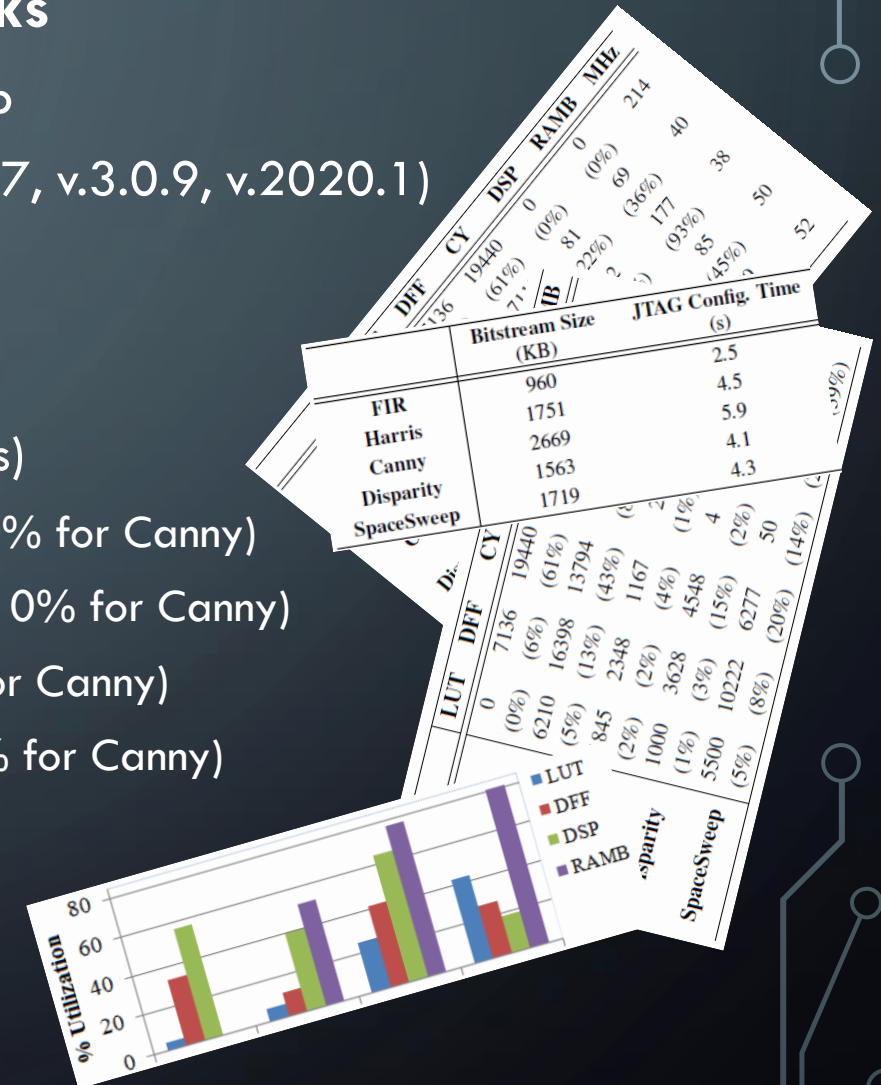 7, v.3.0.9, v.2020.1)
s)
% for Canny)
0% for Canny)
or Canny)
% for Canny)
DFF CY DSP RAMB MHz
19440 0 0 214
(61%) (0%) (0%)
81 69 40
22%) (36%)
177 38
(93%)
85 50
(45%)
52
Bitstream Size (KB) JTAG Config. Time (s)
FIR 960 2.5
Harris 1751 4.5
Canny 2669 5.9
Disparity 1563 4.1
SpaceSweep 1719 4.3
LUT DFF CY
0 7136 19440
(0%) (6%) (61%)
6210 16398 13794
(5%) (13%) (43%)
845 2348 1167
(2%) (2%) (4%) (1%)
1000 3628 4548 4
(1%) (3%) (15%) (2%)
5500 10222 6277 50
(5%) (8%) (20%) (14%)
SpaceSweep
% Utilization
80
60
40
20
0
LUT
DFF
DSP
RAMB